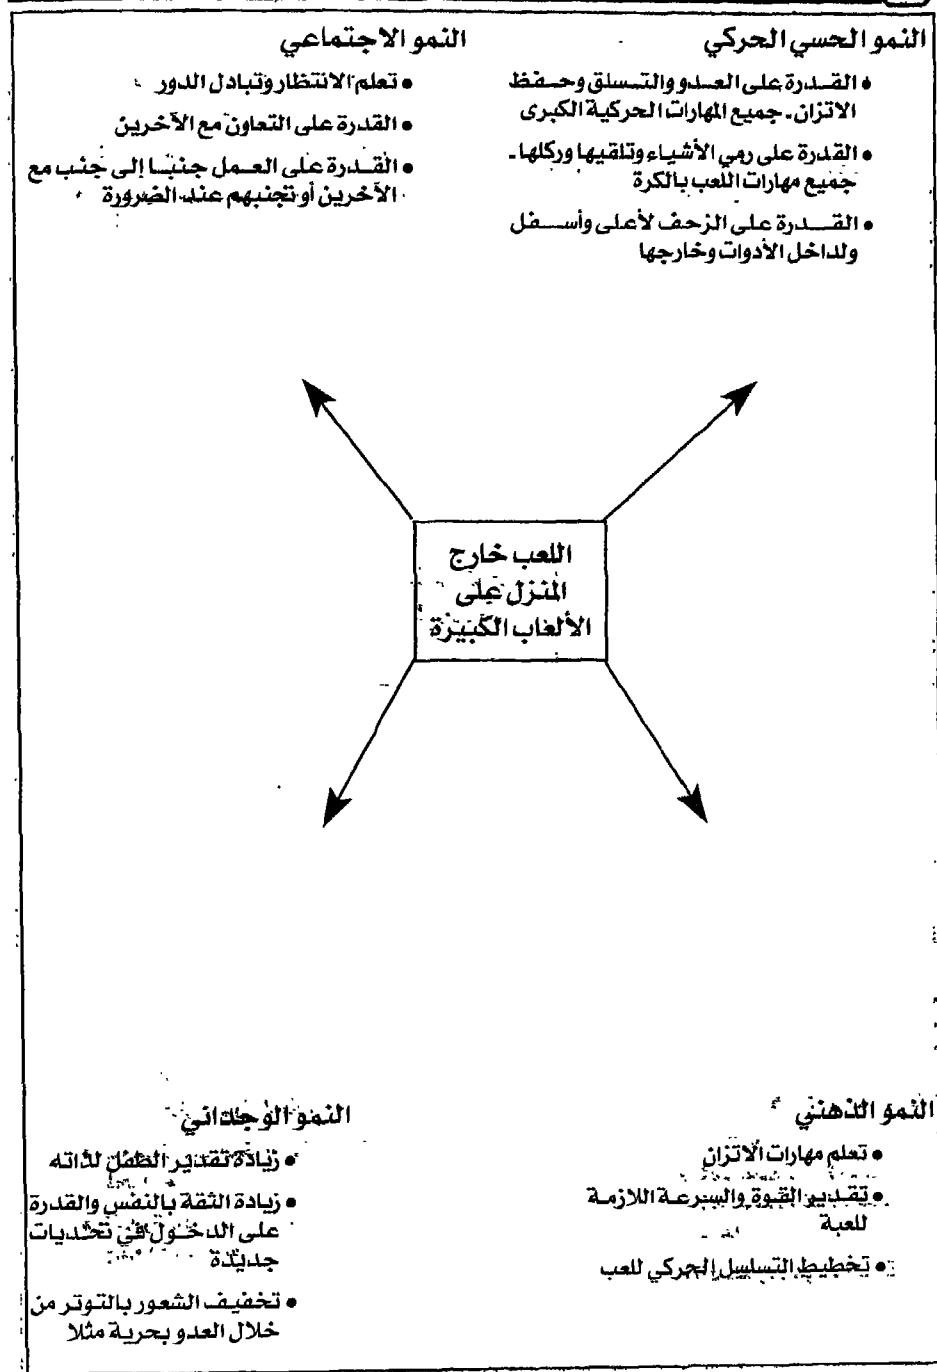 النمو الحسي الحركي
• القدرة على العدو والتسلق وحفظ
الاتزان. جميع المهارات الحركية الكبرى
• القدرة على رمي الأشياء وتلقيها وركلها.
جميع مهارات اللعب بالكرة
• القدرة على الزحف لأعلى وأسفل
ولداخل الأدوات وخارجها
النمو الاجتماعي
• تعلم الانتظار وتبادل الدور
• القدرة على التعاون مع الآخرين
• القدرة على العمل جنبًا إلى جنب مع
الآخرين أو تجنبهم عند الضرورة
اللعب خارج
المنزل على
الألعاب الكبيرة
النمو الذهني
• تعلم مهارات الاتزان
• تقدير القوة والسرعة اللازمة
للعبة
• تخطيط التسلسل الحركي للعب
النمو الوجداني
• زيادة تقدير الطفل لذاته
• زيادة الثقة بالنفس والقدرة
على الدخول في تحديات
جديدة
• تخفيف الشعور بالتوتر من
خلال العدو بحرية مثلا